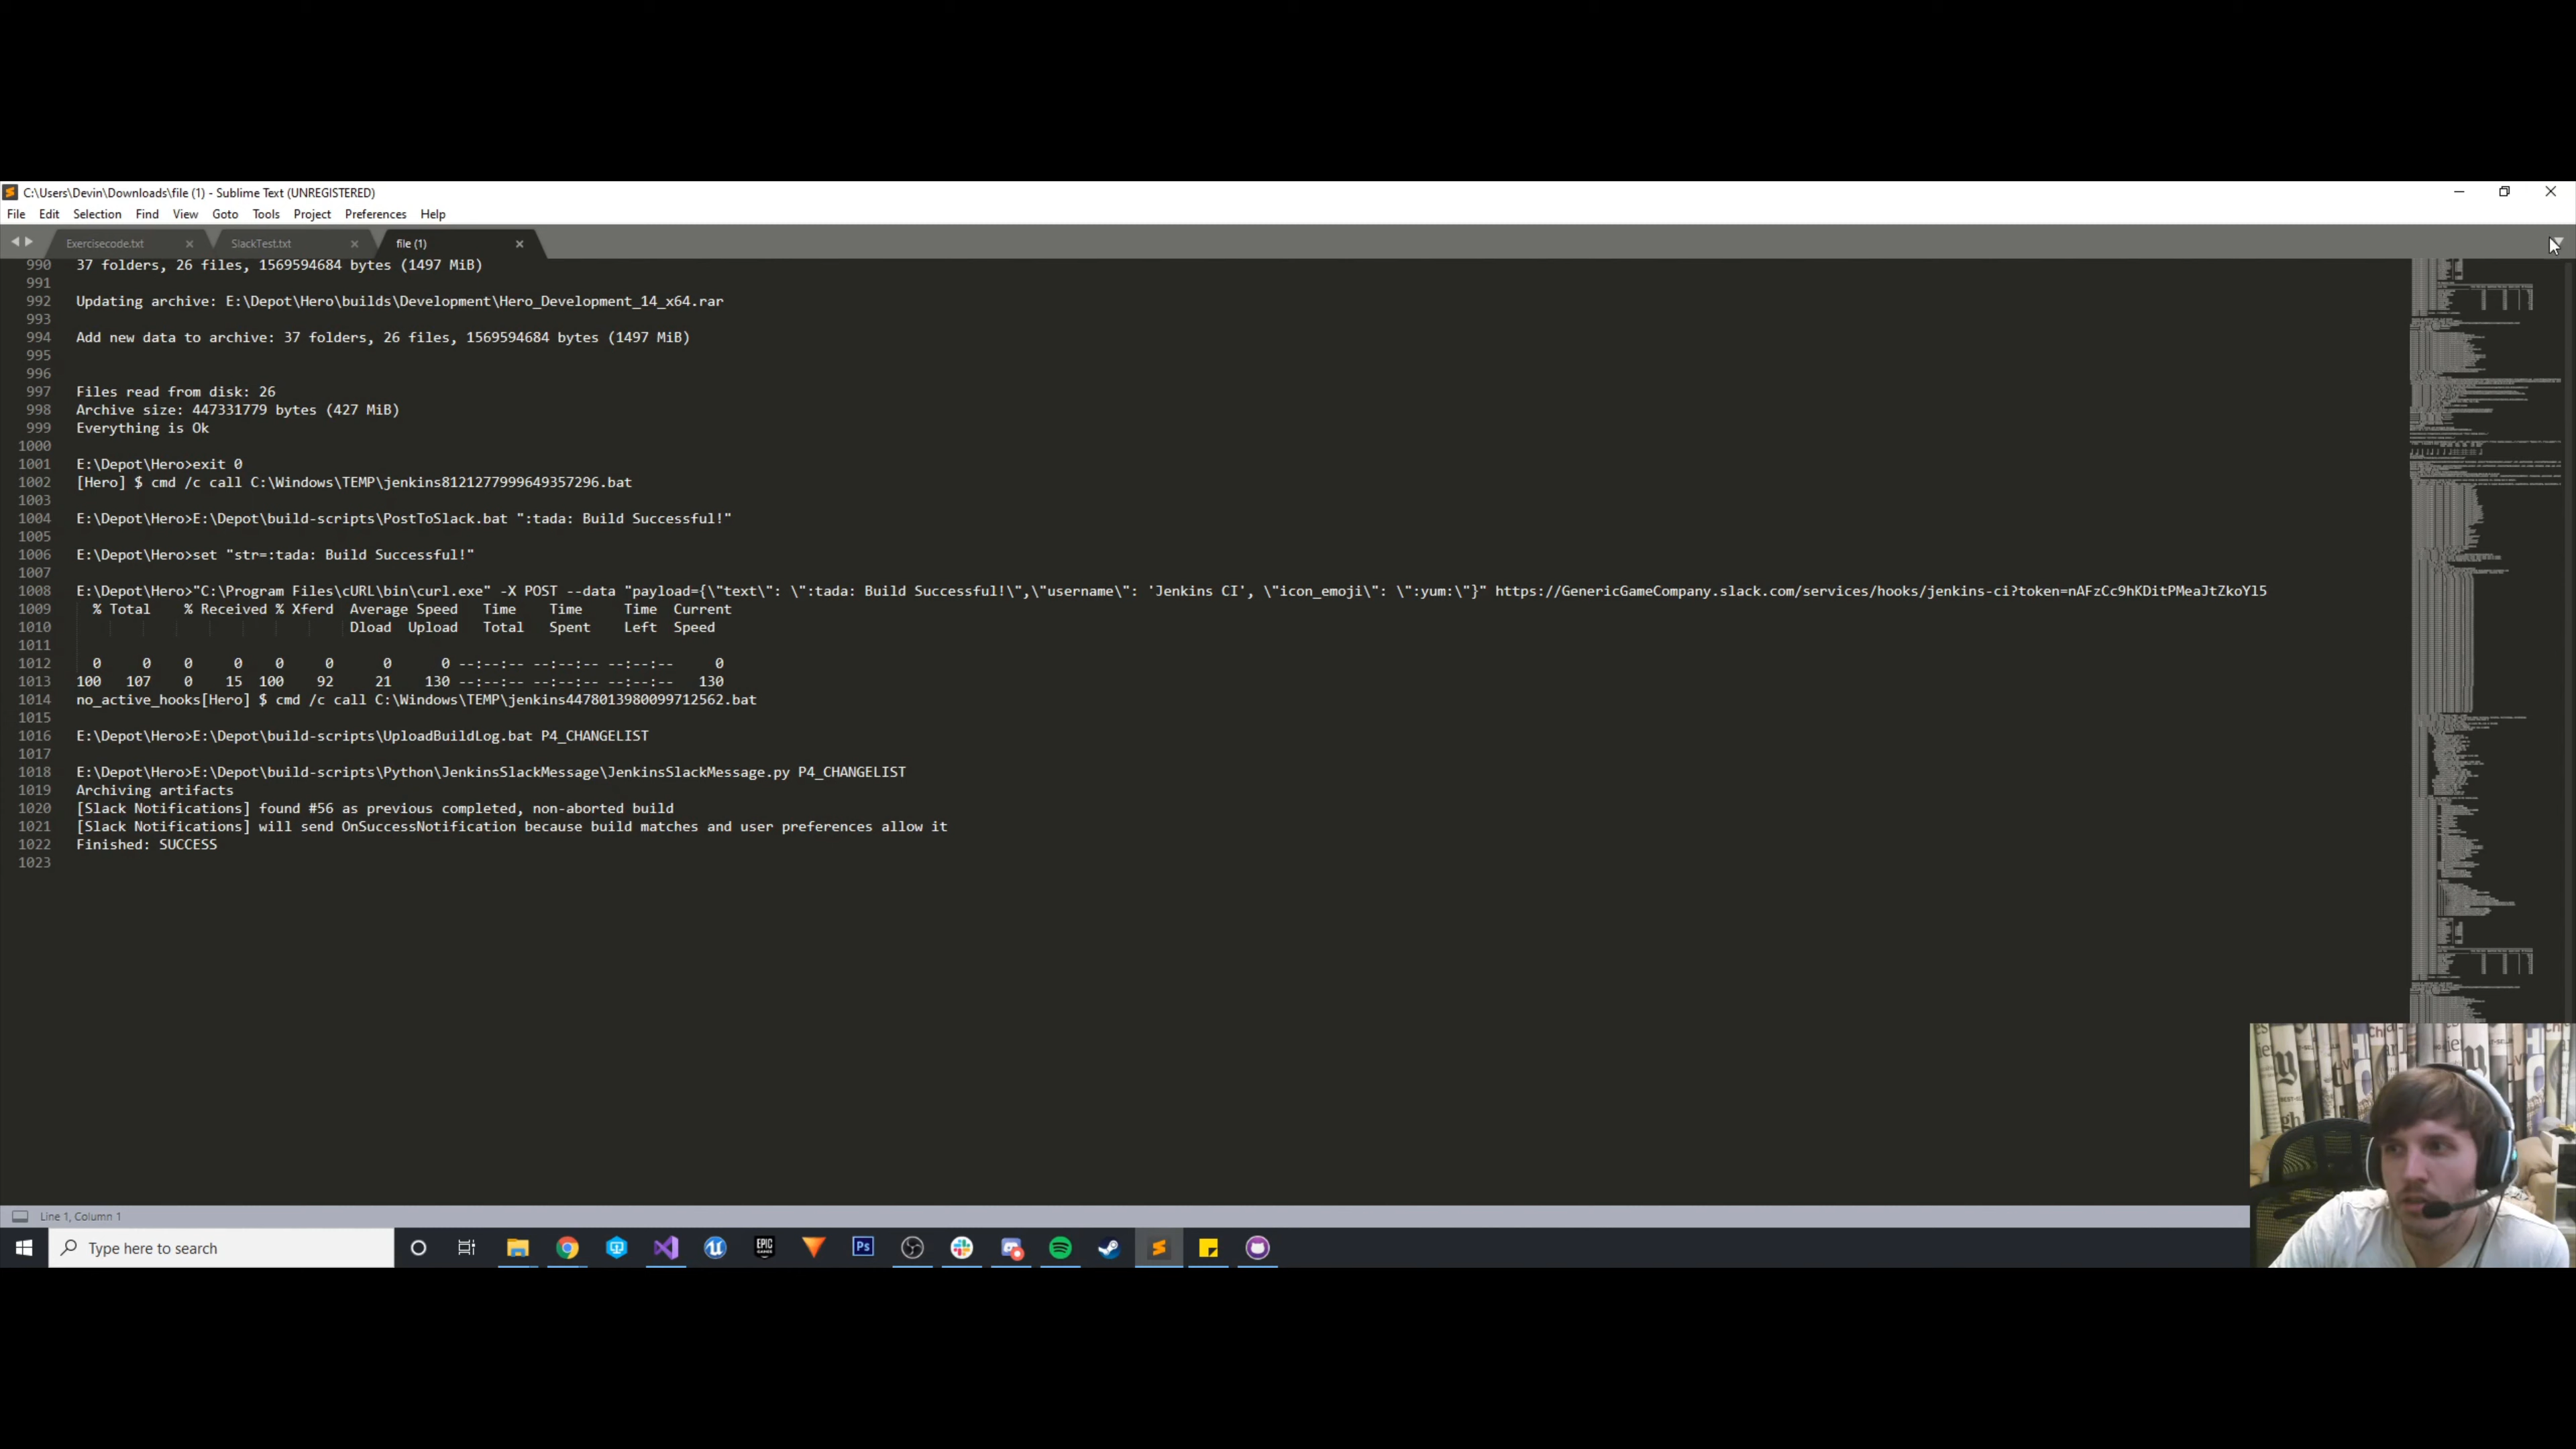 C:\Users\Devin\Downloads\file (1) - Sublime Text (UNREGISTERED)
File Edit Selection Find View Goto Tools Project Preferences Help
Exercisecode.txt SlackTest.txt file (1)
990 37 folders, 26 files, 1569594684 bytes (1497 MiB)
991
992 Updating archive: E:\Depot\Hero\builds\Development\Hero_Development_14_x64.rar
993
994 Add new data to archive: 37 folders, 26 files, 1569594684 bytes (1497 MiB)
995
996
997 Files read from disk: 26
998 Archive size: 447331779 bytes (427 MiB)
999 Everything is Ok
1000
1001 E:\Depot\Hero>exit 0
1002 [Hero] $ cmd /c call C:\Windows\TEMP\jenkins8121277999649357296.bat
1003
1004 E:\Depot\Hero>E:\Depot\build-scripts\PostToSlack.bat ":tada: Build Successful!"
1005
1006 E:\Depot\Hero>set "str=:tada: Build Successful!"
1007
1008 E:\Depot\Hero>"C:\Program Files\cURL\bin\curl.exe" -X POST --data "payload={\"text\": \":tada: Build Successful!\",\"username\": 'Jenkins CI', \"icon_emoji\": \":yum:\"}" https://GenericGameCompany.slack.com/services/hooks/jenkins-ci?token=nAFzCc9hKDitPMeaJtZkoYl5
1009 % Total % Received % Xferd Average Speed Time Time Time Current
1010 Dload Upload Total Spent Left Speed
1011
1012 0 0 0 0 0 0 0 0 --:--:-- --:--:-- --:--:-- 0
1013 100 107 0 15 100 92 21 130 --:--:-- --:--:-- --:--:-- 130
1014 no_active_hooks[Hero] $ cmd /c call C:\Windows\TEMP\jenkins4478013980099712562.bat
1015
1016 E:\Depot\Hero>E:\Depot\build-scripts\UploadBuildLog.bat P4_CHANGELIST
1017
1018 E:\Depot\Hero>E:\Depot\build-scripts\Python\JenkinsSlackMessage\JenkinsSlackMessage.py P4_CHANGELIST
1019 Archiving artifacts
1020 [Slack Notifications] found #56 as previous completed, non-aborted build
1021 [Slack Notifications] will send OnSuccessNotification because build matches and user preferences allow it
1022 Finished: SUCCESS
1023
Line 1, Column 1
Type here to search
EPIC GAMES
Ps